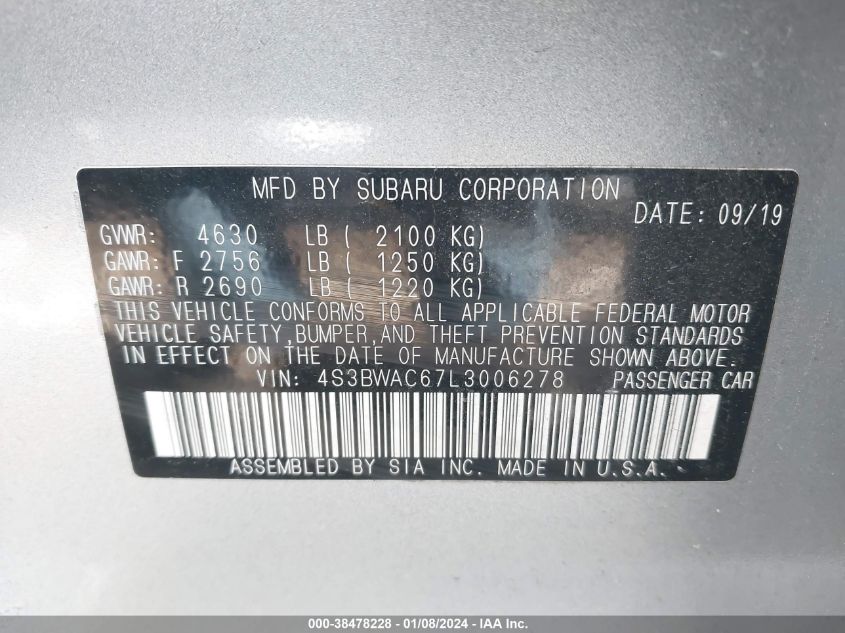 MFD BY SUBARU CORPORATION
DATE: 09/19
GVWR: 4630 LB ( 2100 KG)
GAWR: F 2756 LB ( 1250 KG)
GAWR: R 2690 LB ( 1220 KG)
THIS VEHICLE CONFORMS TO ALL APPLICABLE FEDERAL MOTOR
VEHICLE SAFETY,BUMPER,AND THEFT PREVENTION STANDARDS
IN EFFECT ON THE DATE OF MANUFACTURE SHOWN ABOVE.
VIN: 4S3BWAC67L3006278 PASSENGER CAR
ASSEMBLED BY SIA INC. MADE IN U.S.A.
000-38478228 - 01/08/2024 - IAA Inc.